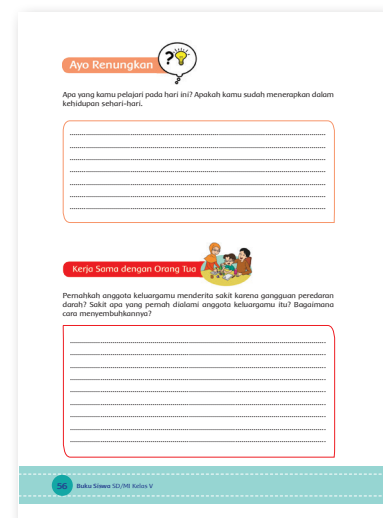 Ayo Renungkan
Apa yang kamu pelajari pada hari ini? Apakah kamu sudah menerapkan dalam
kehidupan sehari-hari.
Kerja Sama dengan Orang Tua
Pernahkah anggota keluargamu menderita sakit karena gangguan peredaran
darah? Sakit apa yang pernah dialami anggota keluargamu itu? Bagaimana
cara menyembuhkannya?
56 Buku Siswa SD/MI Kelas V